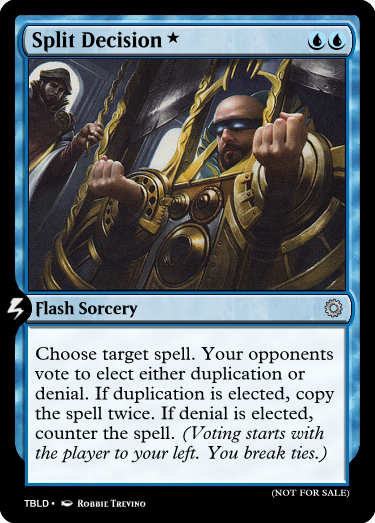 Split Decision ★
Flash Sorcery
Choose target spell. Your opponents
vote to elect either duplication or
denial. If duplication is elected, copy
the spell twice. If denial is elected,
counter the spell. (Voting starts with
the player to your left. You break ties.)
(NOT FOR SALE)
TBLD • Robbie Trevino